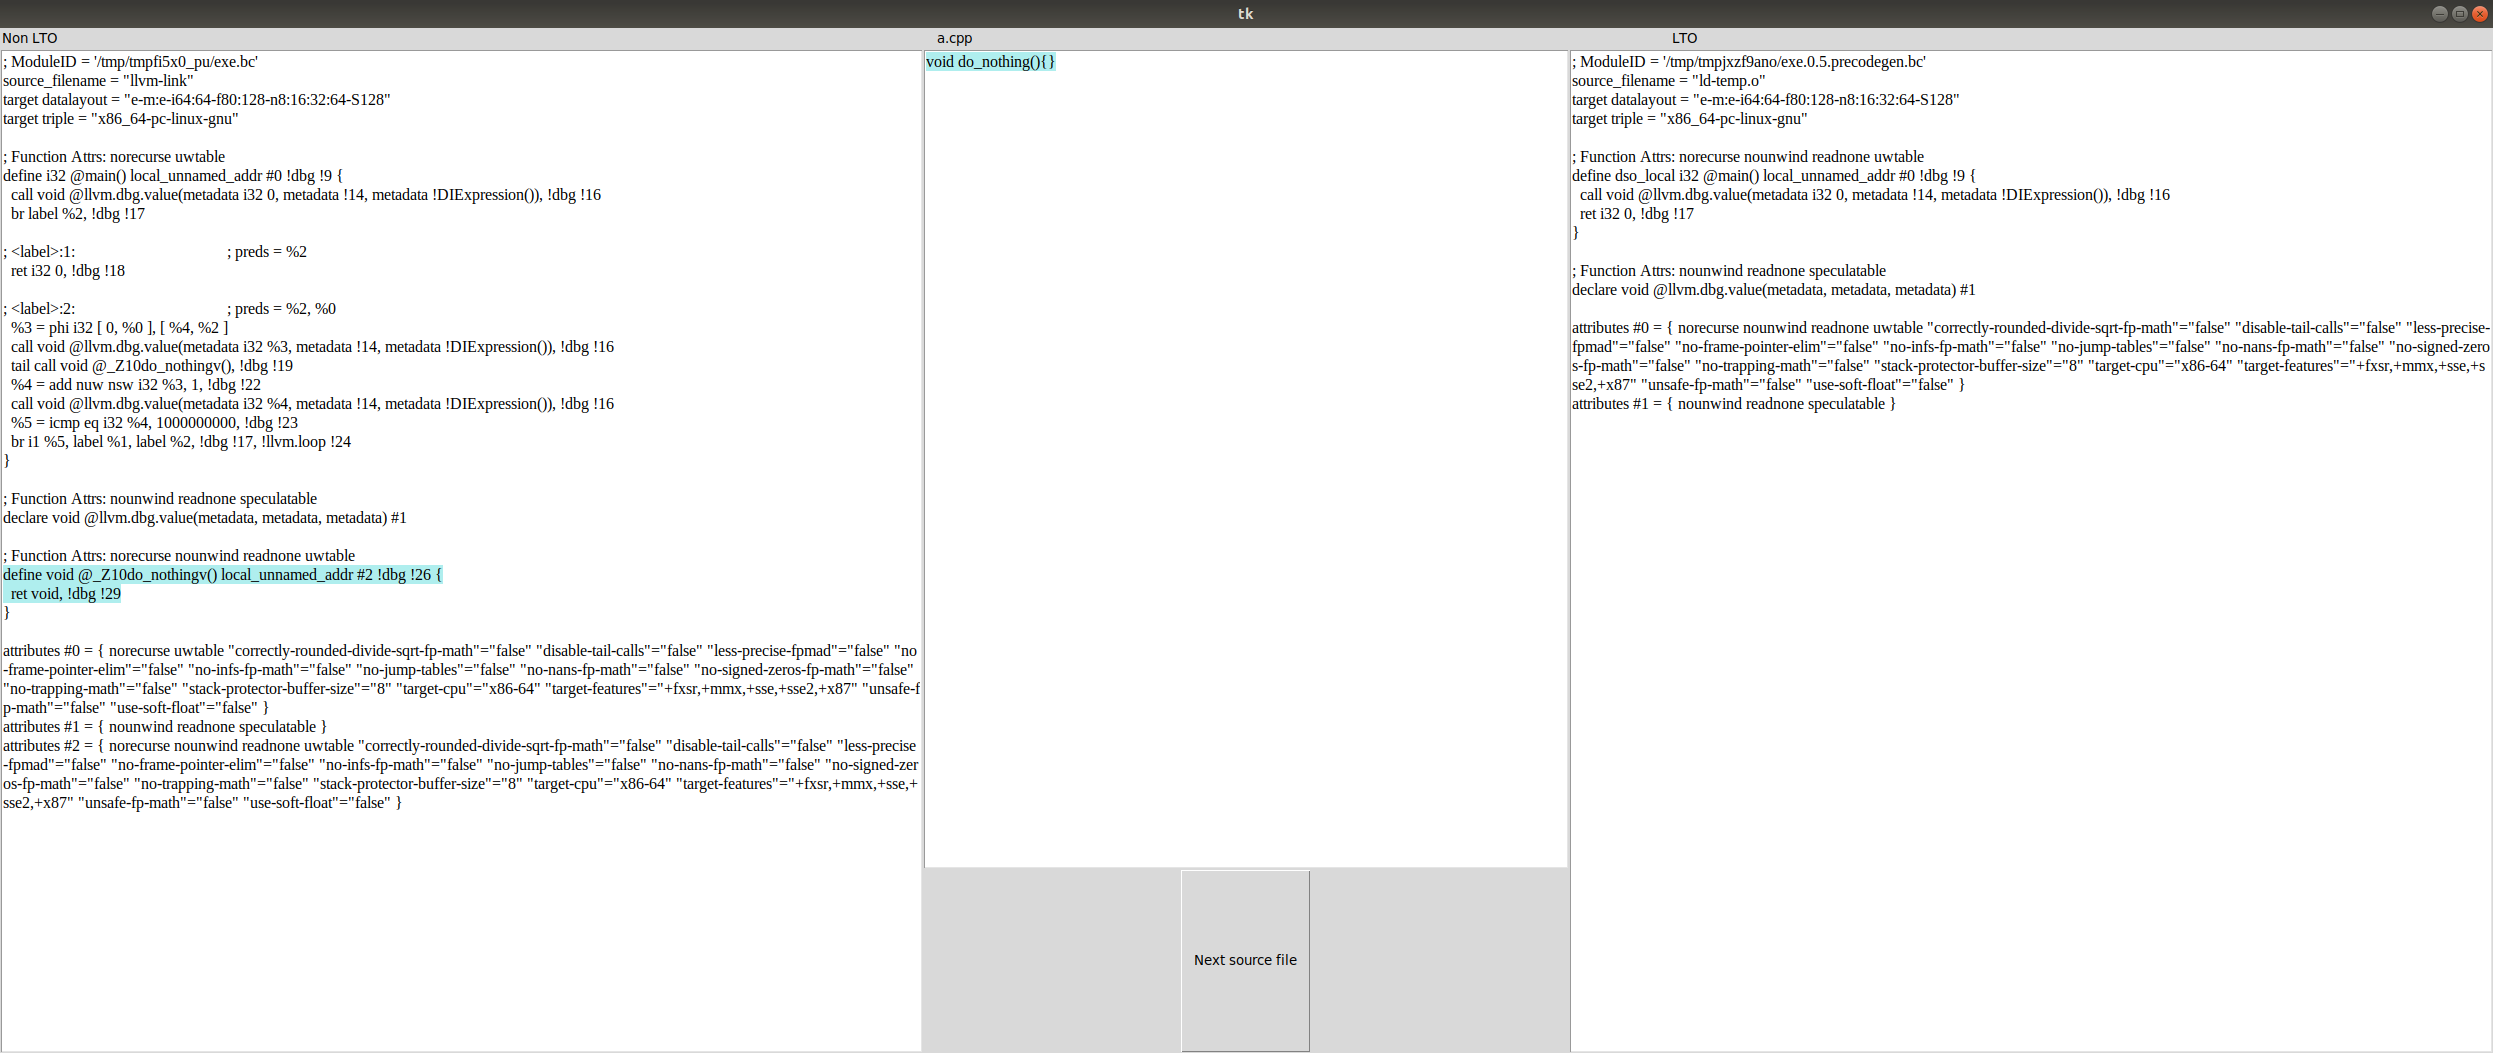 tk
Non LTO
; ModuleID = '/tmp/tmpfi5x0_pu/exe.bc'
source_filename = "llvm-link"
target datalayout = "e-m:e-i64:64-f80:128-n8:16:32:64-S128"
target triple = "x86_64-pc-linux-gnu"
; Function Attrs: norecurse uwtable
define i32 @main() local_unnamed_addr #0 !dbg !9 {
call void @llvm.dbg.value(metadata i32 0, metadata !14, metadata !DIExpression()), !dbg !16
br label %2, !dbg !17
; <label>:1: ; preds = %2
ret i32 0, !dbg !18
; <label>:2: ; preds = %2, %0
%3 = phi i32 [ 0, %0 ], [ %4, %2 ]
call void @llvm.dbg.value(metadata i32 %3, metadata !14, metadata !DIExpression()), !dbg !16
tail call void @_Z10do_nothingv(), !dbg !19
%4 = add nuw nsw i32 %3, 1, !dbg !22
call void @llvm.dbg.value(metadata i32 %4, metadata !14, metadata !DIExpression()), !dbg !16
%5 = icmp eq i32 %4, 1000000000, !dbg !23
br i1 %5, label %1, label %2, !dbg !17, !llvm.loop !24
}
; Function Attrs: nounwind readnone speculatable
declare void @llvm.dbg.value(metadata, metadata, metadata) #1
; Function Attrs: norecurse nounwind readnone uwtable
define void @_Z10do_nothingv() local_unnamed_addr #2 !dbg !26 {
ret void, !dbg !29
}
attributes #0 = { norecurse uwtable "correctly-rounded-divide-sqrt-fp-math"="false" "disable-tail-calls"="false" "less-precise-fpmad"="false" "no
-frame-pointer-elim"="false" "no-infs-fp-math"="false" "no-jump-tables"="false" "no-nans-fp-math"="false" "no-signed-zeros-fp-math"="false"
"no-trapping-math"="false" "stack-protector-buffer-size"="8" "target-cpu"="x86-64" "target-features"="+fxsr,+mmx,+sse,+sse2,+x87" "unsafe-f
p-math"="false" "use-soft-float"="false" }
attributes #1 = { nounwind readnone speculatable }
attributes #2 = { norecurse nounwind readnone uwtable "correctly-rounded-divide-sqrt-fp-math"="false" "disable-tail-calls"="false" "less-precise
-fpmad"="false" "no-frame-pointer-elim"="false" "no-infs-fp-math"="false" "no-jump-tables"="false" "no-nans-fp-math"="false" "no-signed-zer
os-fp-math"="false" "no-trapping-math"="false" "stack-protector-buffer-size"="8" "target-cpu"="x86-64" "target-features"="+fxsr,+mmx,+sse,+
sse2,+x87" "unsafe-fp-math"="false" "use-soft-float"="false" }
a.cpp
void do_nothing(){}
Next source file
LTO
; ModuleID = '/tmp/tmpjxzf9ano/exe.0.5.precodegen.bc'
source_filename = "ld-temp.o"
target datalayout = "e-m:e-i64:64-f80:128-n8:16:32:64-S128"
target triple = "x86_64-pc-linux-gnu"
; Function Attrs: norecurse nounwind readnone uwtable
define dso_local i32 @main() local_unnamed_addr #0 !dbg !9 {
call void @llvm.dbg.value(metadata i32 0, metadata !14, metadata !DIExpression()), !dbg !16
ret i32 0, !dbg !17
}
; Function Attrs: nounwind readnone speculatable
declare void @llvm.dbg.value(metadata, metadata, metadata) #1
attributes #0 = { norecurse nounwind readnone uwtable "correctly-rounded-divide-sqrt-fp-math"="false" "disable-tail-calls"="false" "less-precise-
fpmad"="false" "no-frame-pointer-elim"="false" "no-infs-fp-math"="false" "no-jump-tables"="false" "no-nans-fp-math"="false" "no-signed-zero
s-fp-math"="false" "no-trapping-math"="false" "stack-protector-buffer-size"="8" "target-cpu"="x86-64" "target-features"="+fxsr,+mmx,+sse,+s
se2,+x87" "unsafe-fp-math"="false" "use-soft-float"="false" }
attributes #1 = { nounwind readnone speculatable }